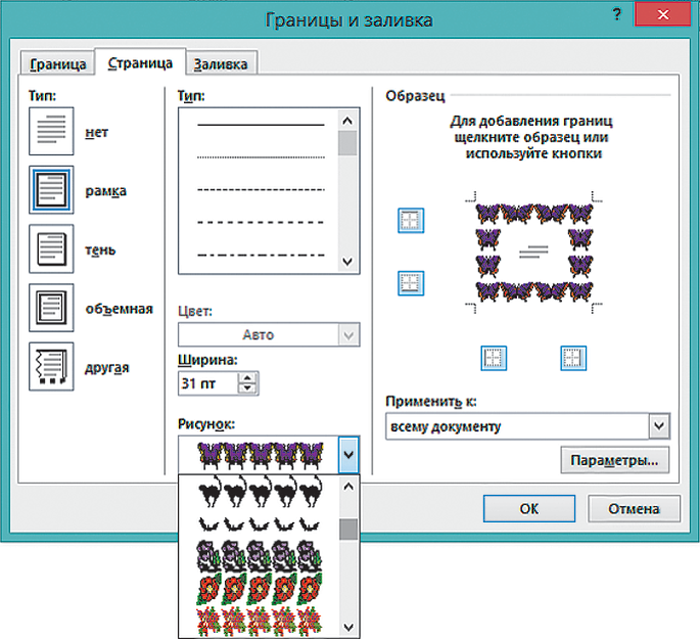 Границы и заливка
?
Граница
Страница
Заливка
Тип:
нет
рамка
тень
объемная
другая
Тип:
Цвет:
Авто
Ширина:
31 пт
Рисунок:
Образец
Для добавления границ
щелкните образец или
используйте кнопки
Применить к:
всему документу
Параметры...
ОК
Отмена